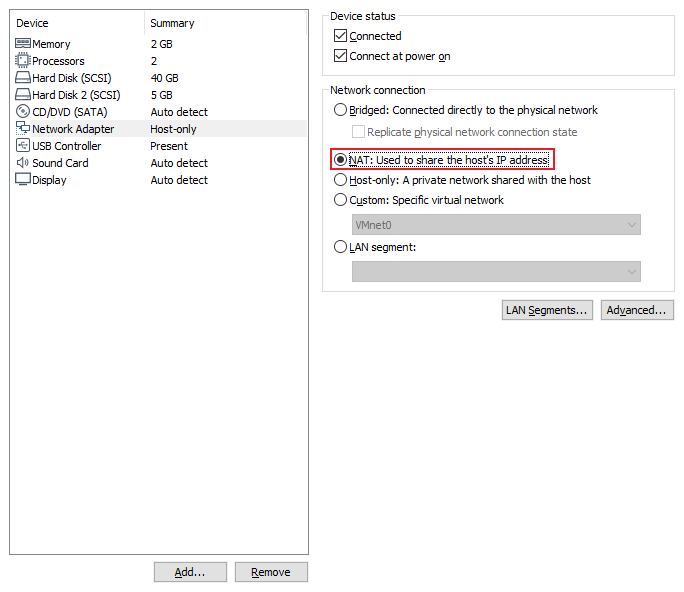 Device Summary
Memory 2 GB
Processors 2
Hard Disk (SCSI) 40 GB
Hard Disk 2 (SCSI) 5 GB
CD/DVD (SATA) Auto detect
Network Adapter Host-only
USB Controller Present
Sound Card Auto detect
Display Auto detect
Add...
Remove
Device status
Connected
Connect at power on
Network connection
Bridged: Connected directly to the physical network
Replicate physical network connection state
NAT: Used to share the host's IP address
Host-only: A private network shared with the host
Custom: Specific virtual network
VMnet0
LAN segment:
LAN Segments...
Advanced...